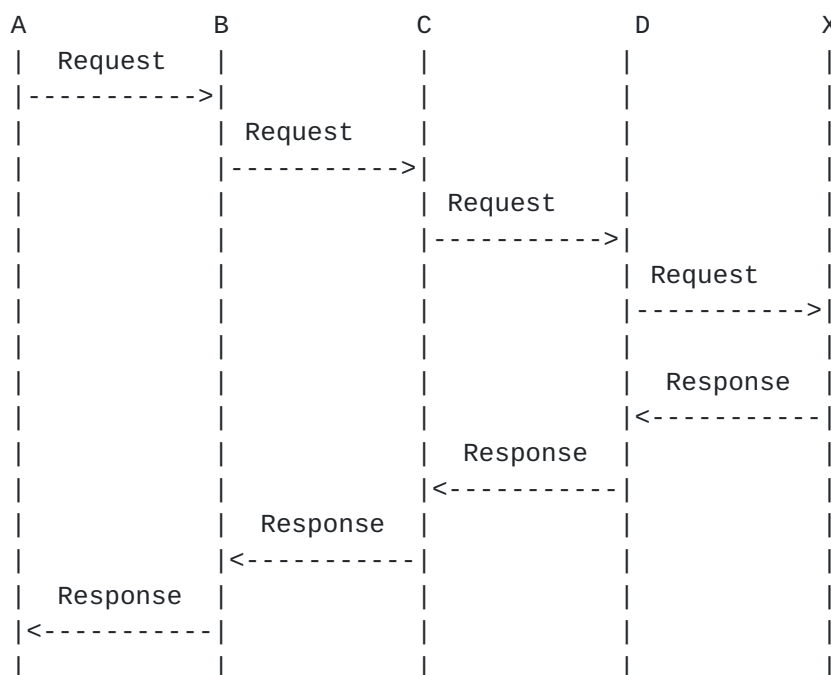 A B C D X
Request
Request
Request
Request
Response
Response
Response
Response